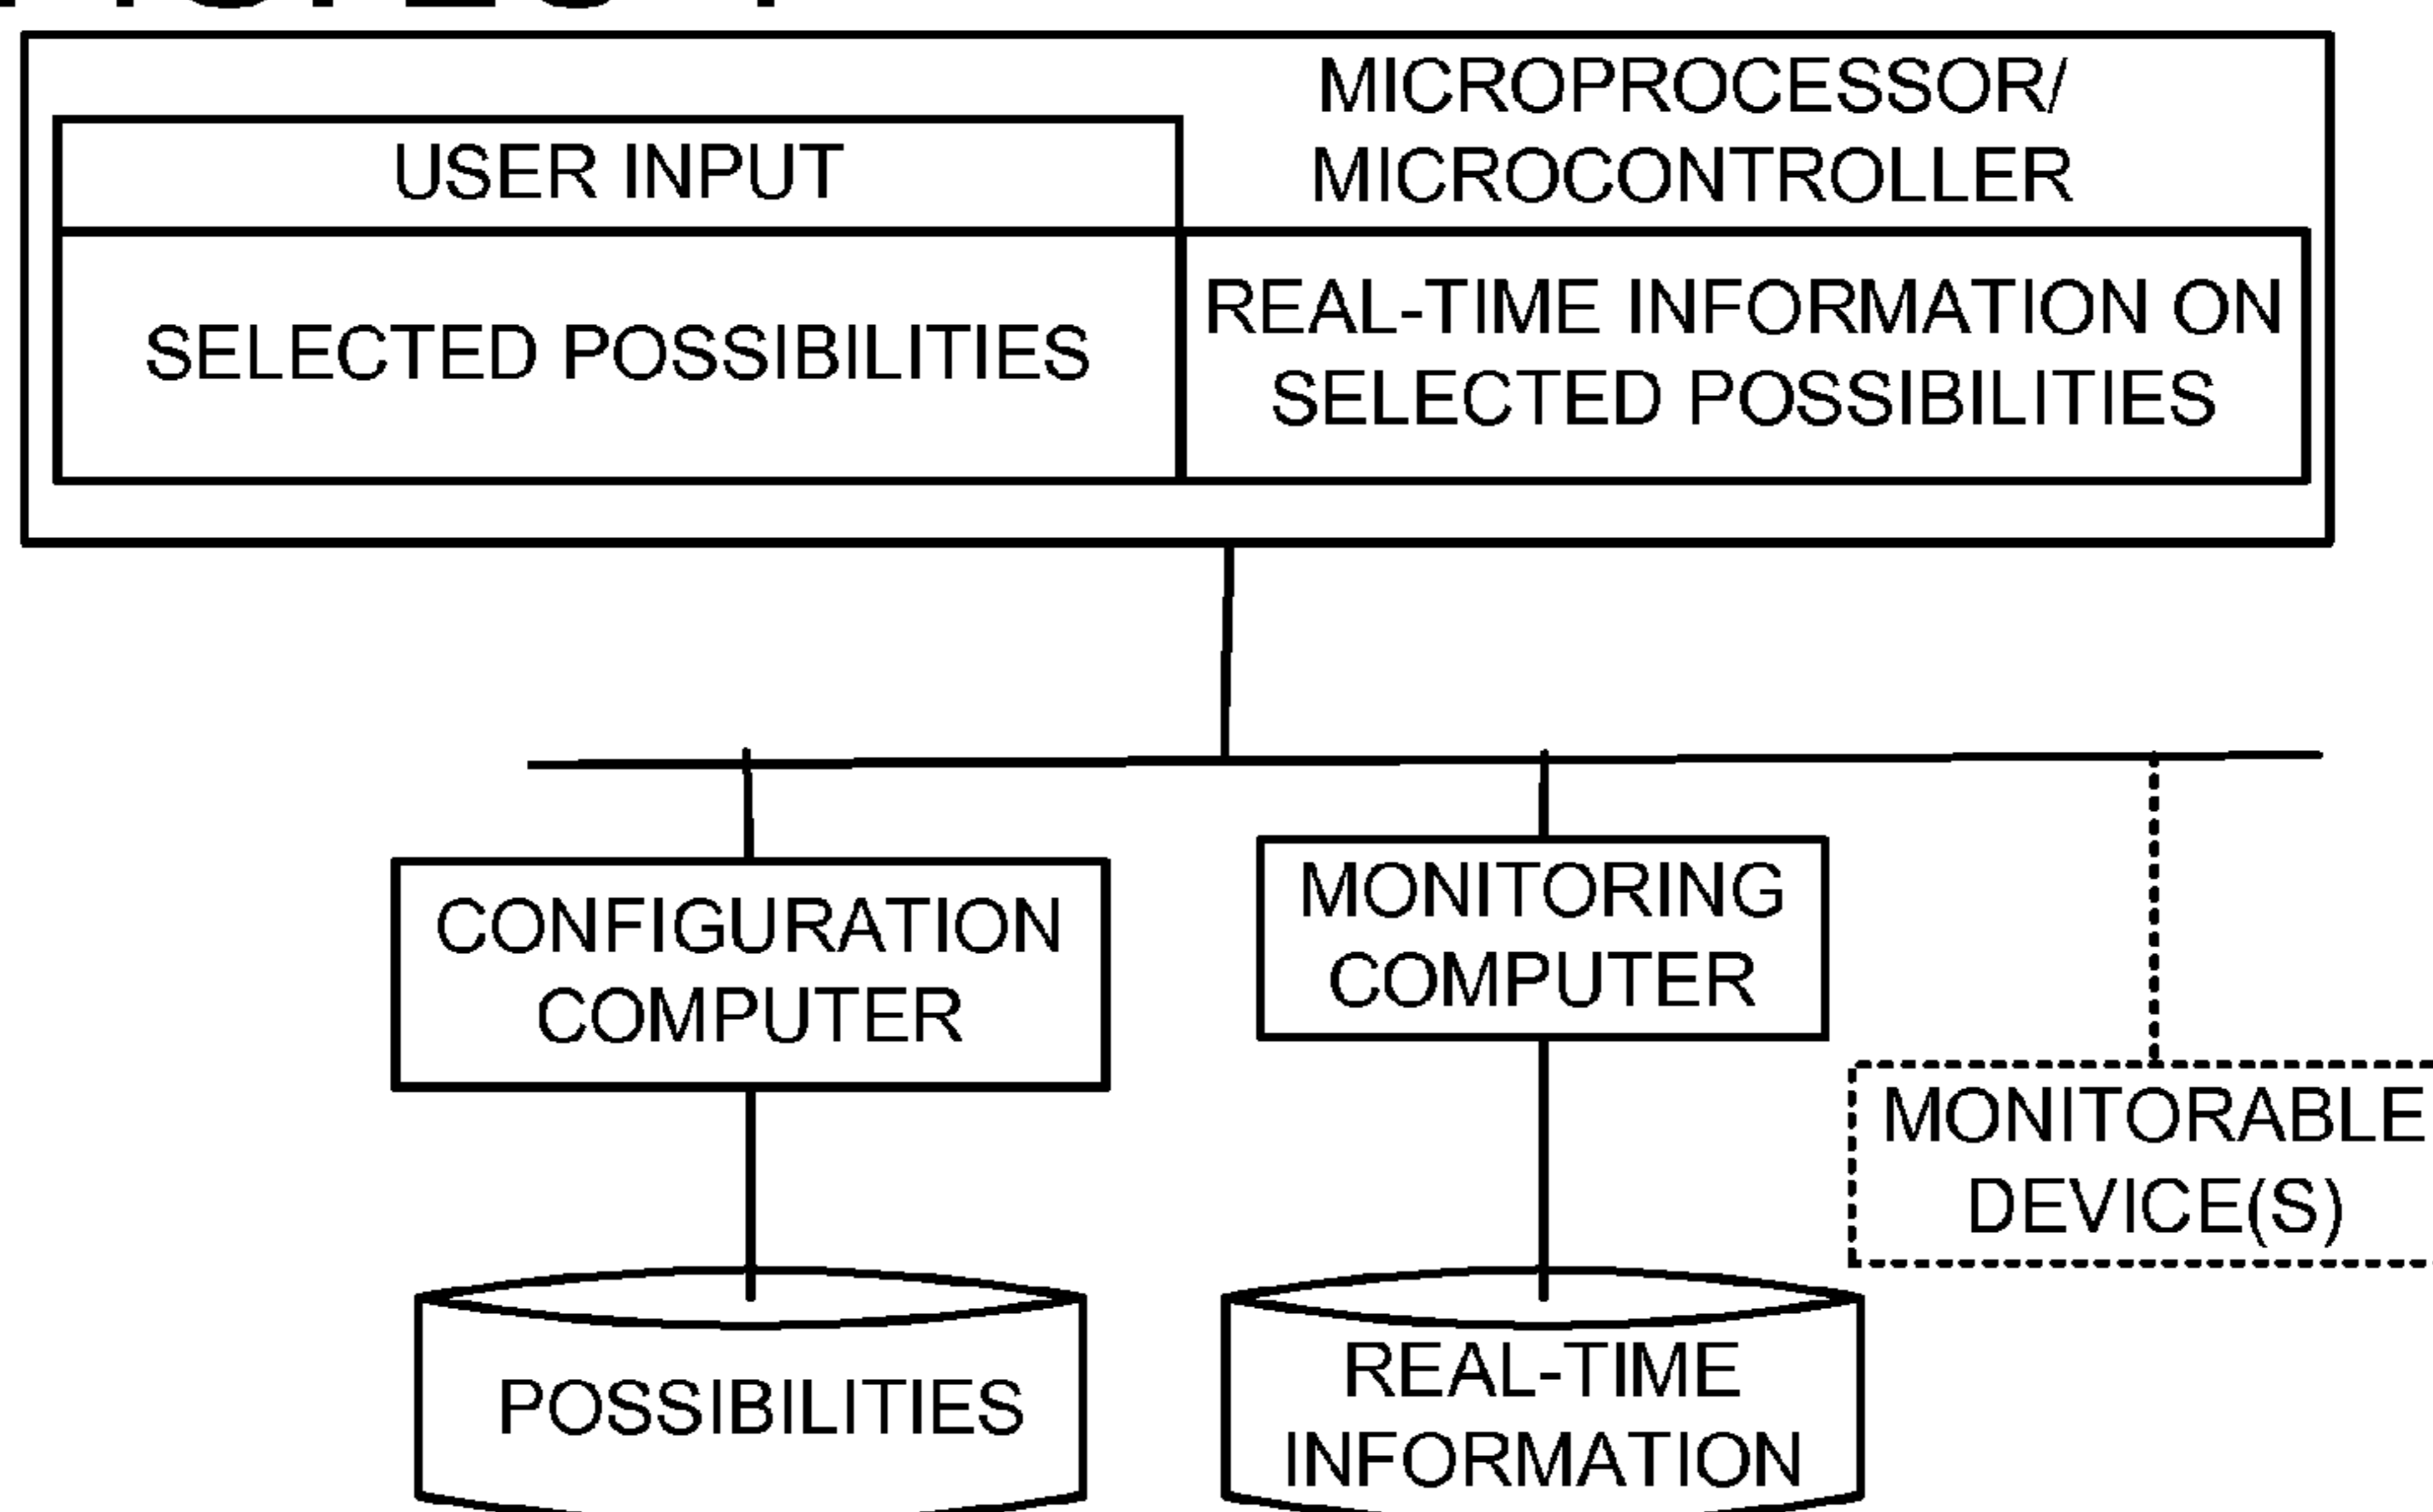 MICROPROCESSOR/
MICROCONTROLLER
USER INPUT
SELECTED POSSIBILITIES
REAL-TIME INFORMATION ON
SELECTED POSSIBILITIES
CONFIGURATION
COMPUTER
MONITORING
COMPUTER
MONITORABLE
DEVICE(S)
POSSIBILITIES
REAL-TIME
INFORMATION